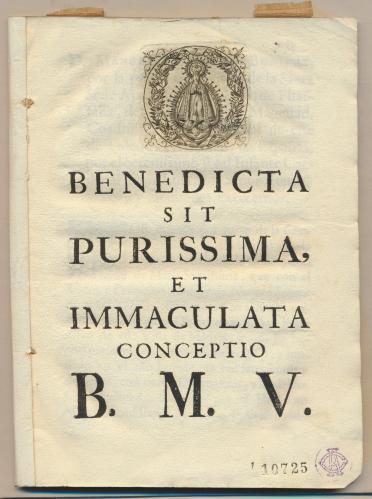 BENEDICTA
SIT
PURISSIMA,
ET
IMMACULATA
CONCEPTIO
B. M. V.
10725